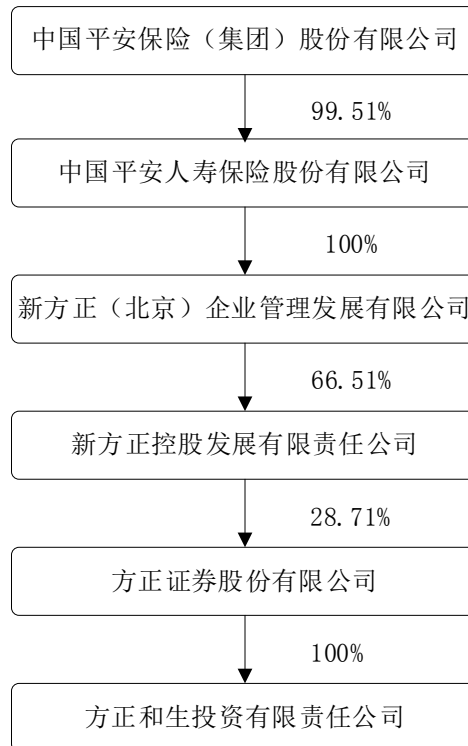 中国平安保险（集团）股份有限公司
99.51%
中国平安人寿保险股份有限公司
100%
新方正（北京）企业管理发展有限公司
66.51%
新方正控股发展有限责任公司
28.71%
方正证券股份有限公司
100%
方正和生投资有限责任公司